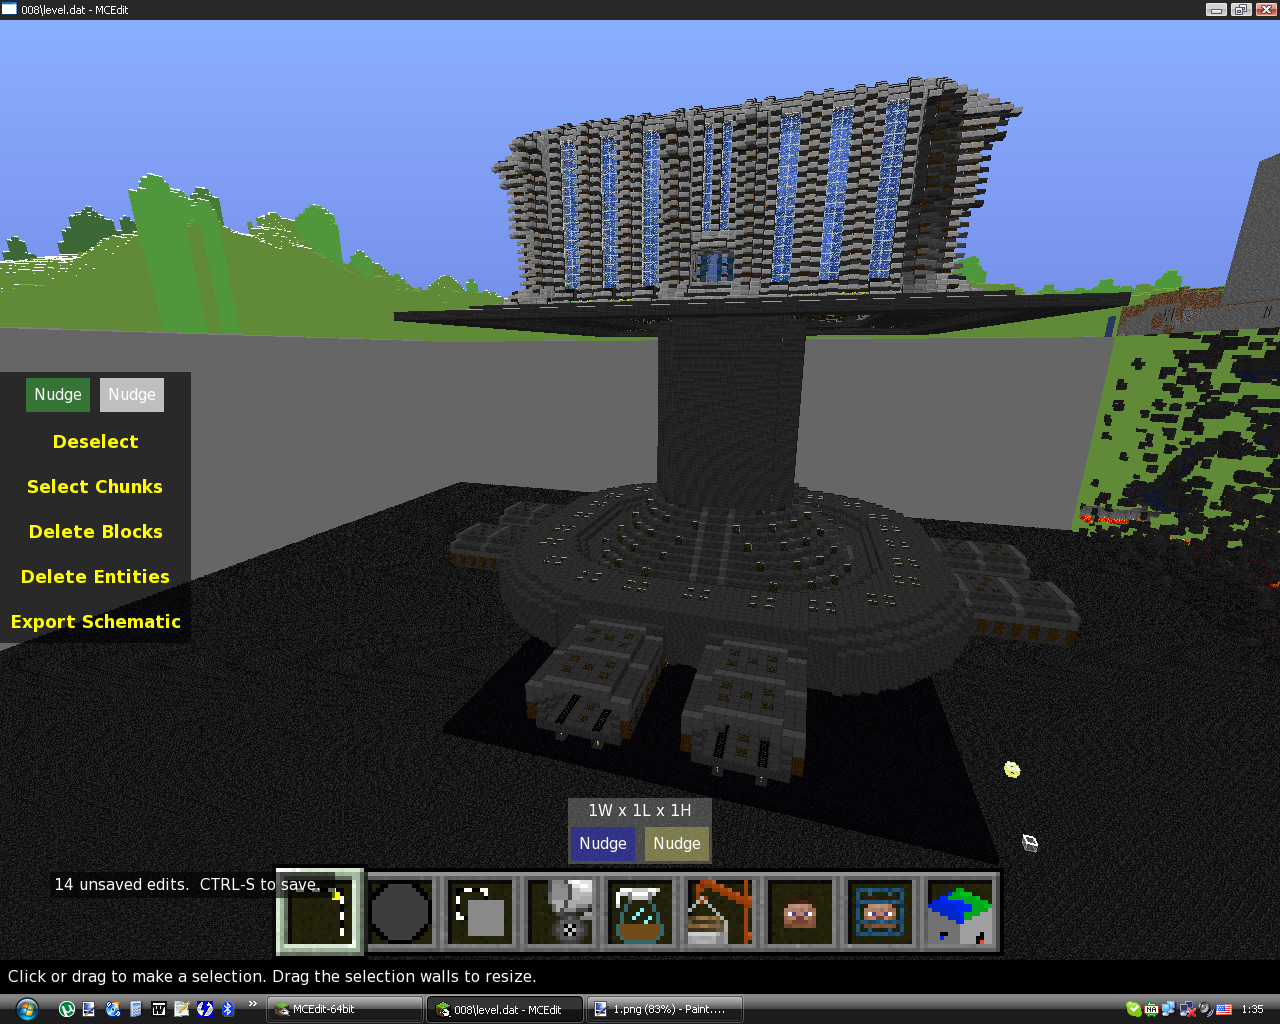 008\level.dat - MCEdit
Nudge Nudge
Deselect
Select Chunks
Delete Blocks
Delete Entities
Export Schematic
1W x 1L x 1H
Nudge Nudge
14 unsaved edits. CTRL-S to save.
Click or drag to make a selection. Drag the selection walls to resize.
MCEdit-64bit
008\level.dat - MCEdit
1.png (83%) - Paint....
1:35